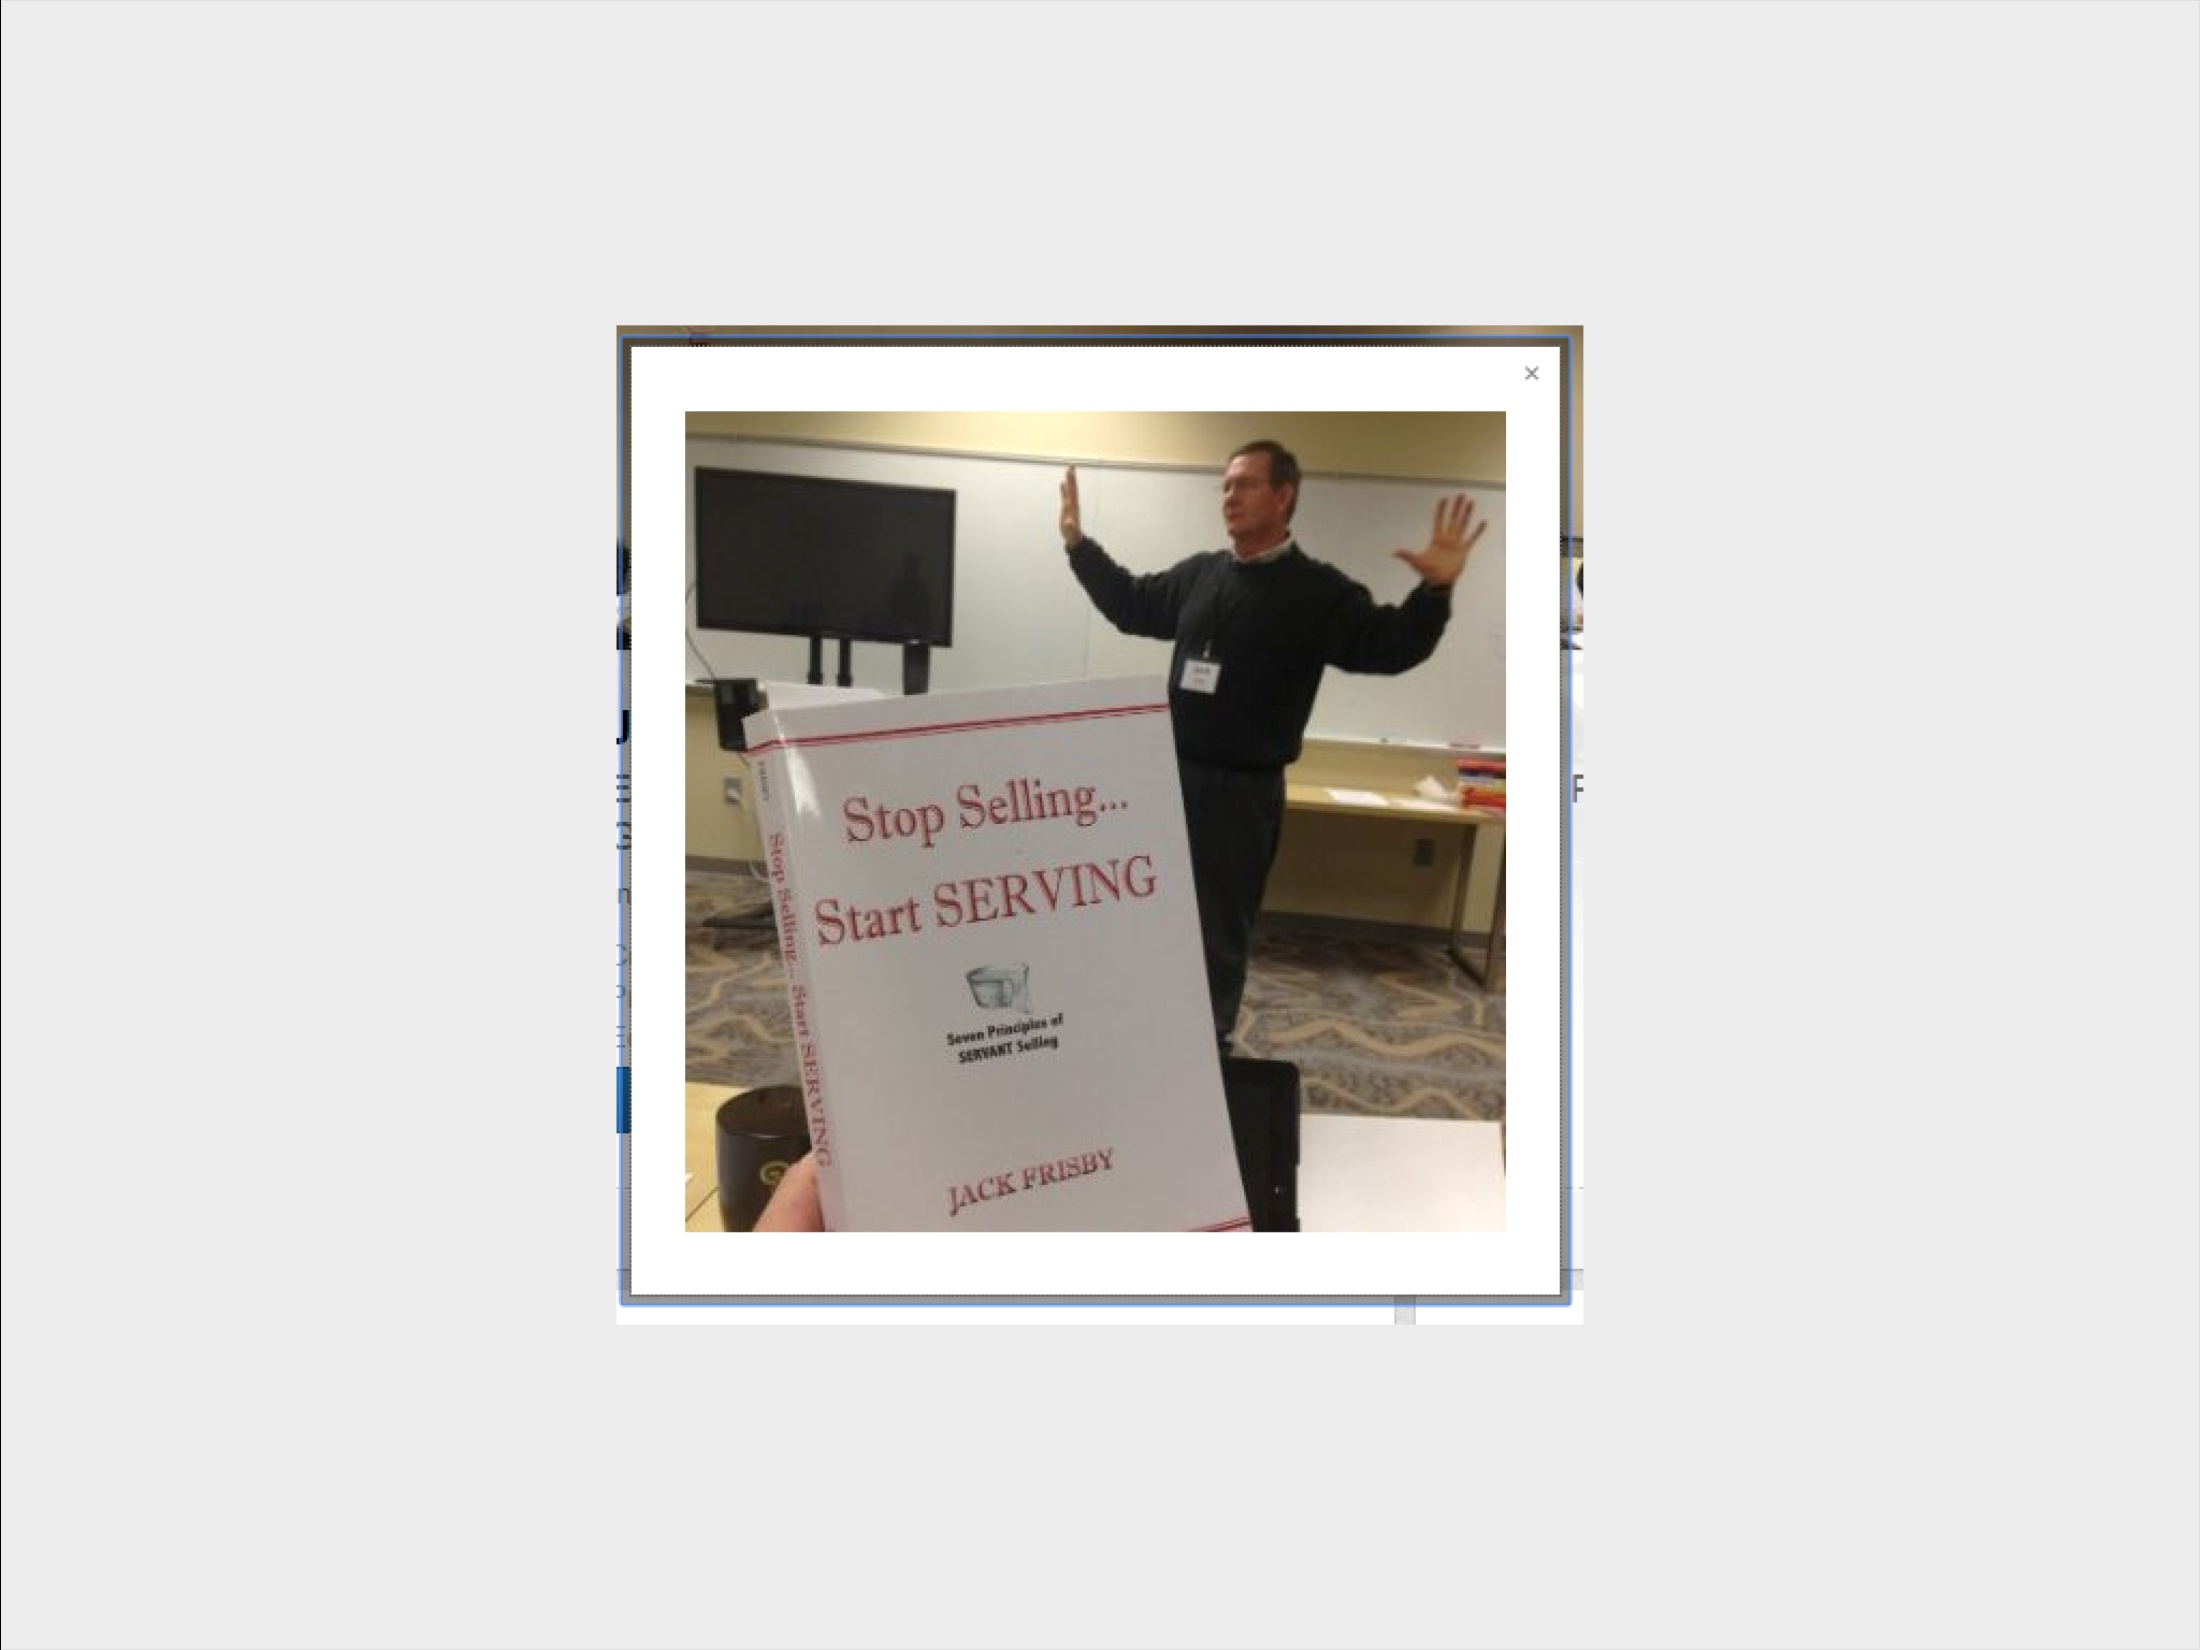 Stop Selling...
Start SERVING
Seven Principles of
SERVANT Selling
JACK FRISBY
Stop Selling... Start SERVING